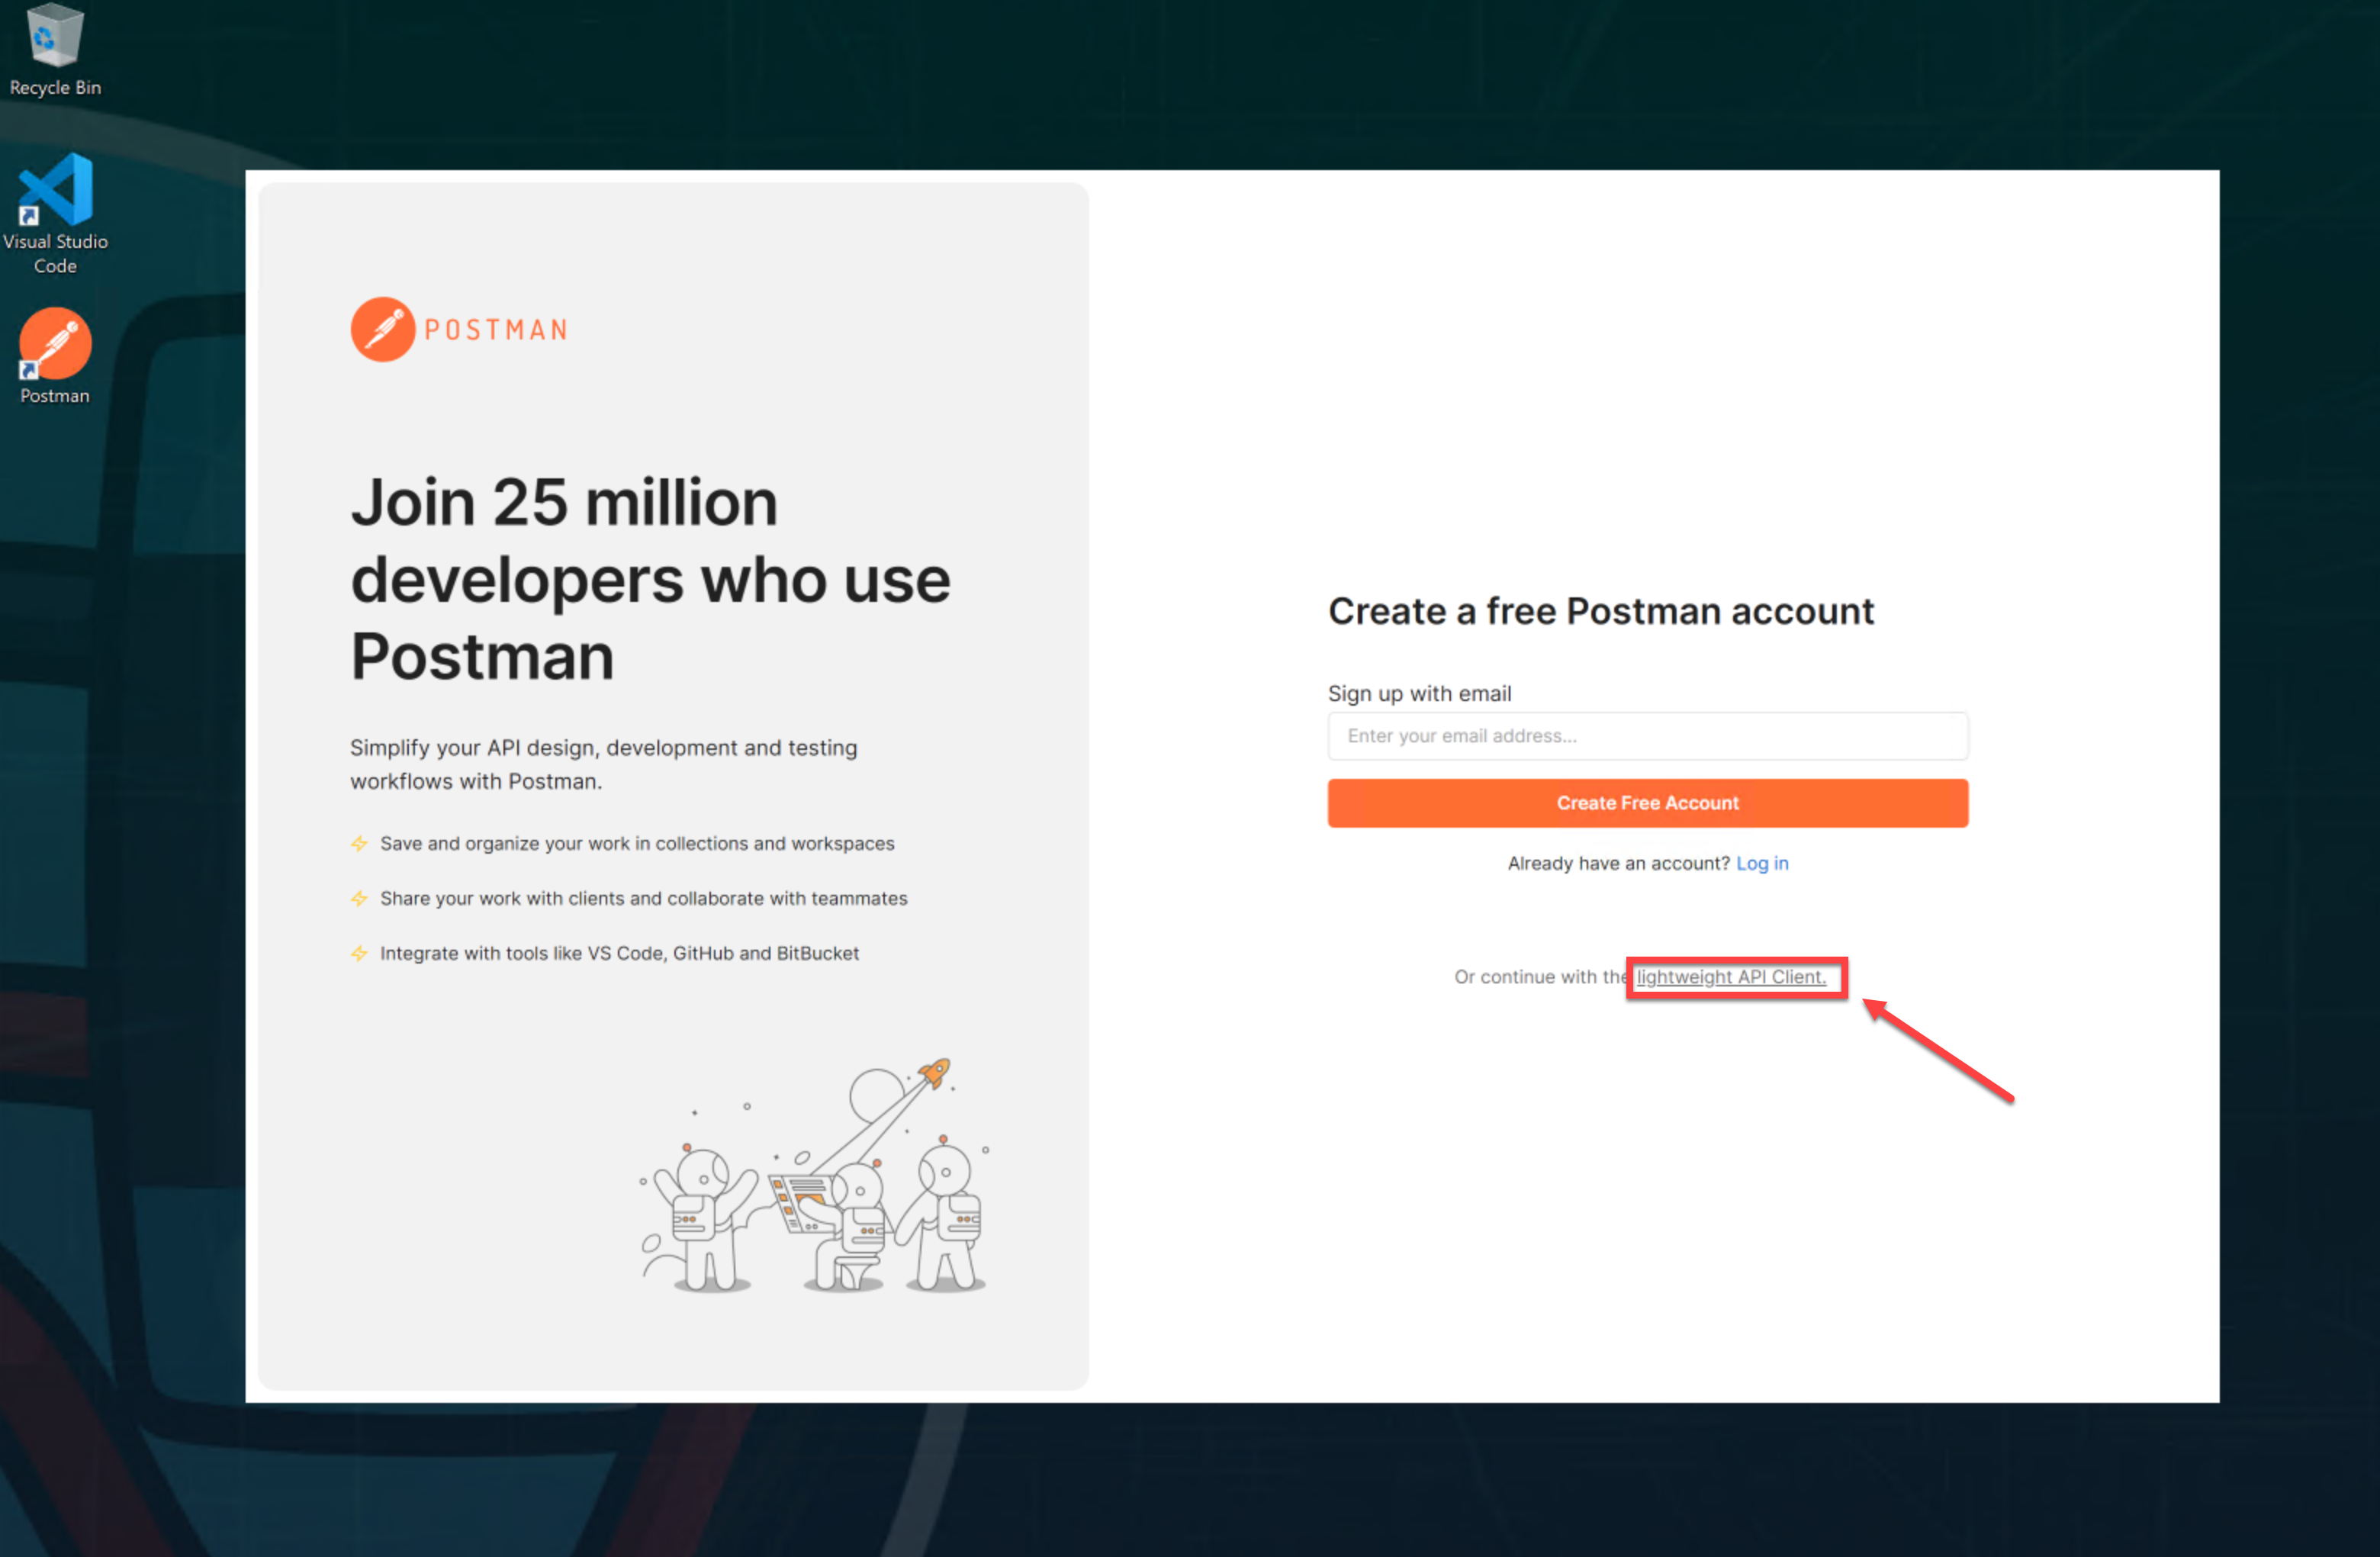 Recycle Bin
Visual Studio
Code
Postman
POSTMAN
Join 25 million
developers who use
Postman
Simplify your API design, development and testing
workflows with Postman.
Save and organize your work in collections and workspaces
Share your work with clients and collaborate with teammates
Integrate with tools like VS Code, GitHub and BitBucket
Create a free Postman account
Sign up with email
Enter your email address...
Create Free Account
Already have an account? Log in
Or continue with the lightweight API Client.